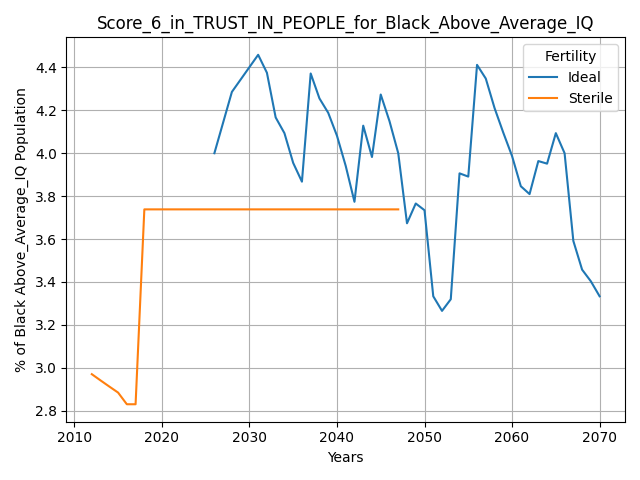 Score_6_in_TRUST_IN_PEOPLE_for_Black_Above_Average_IQ
% of Black Above_Average_IQ Population
4.4
4.2
4.0
3.8
3.6
3.4
3.2
3.0
2.8
Fertility
Ideal
Sterile
2010 2020 2030 2040 2050 2060 2070
Years